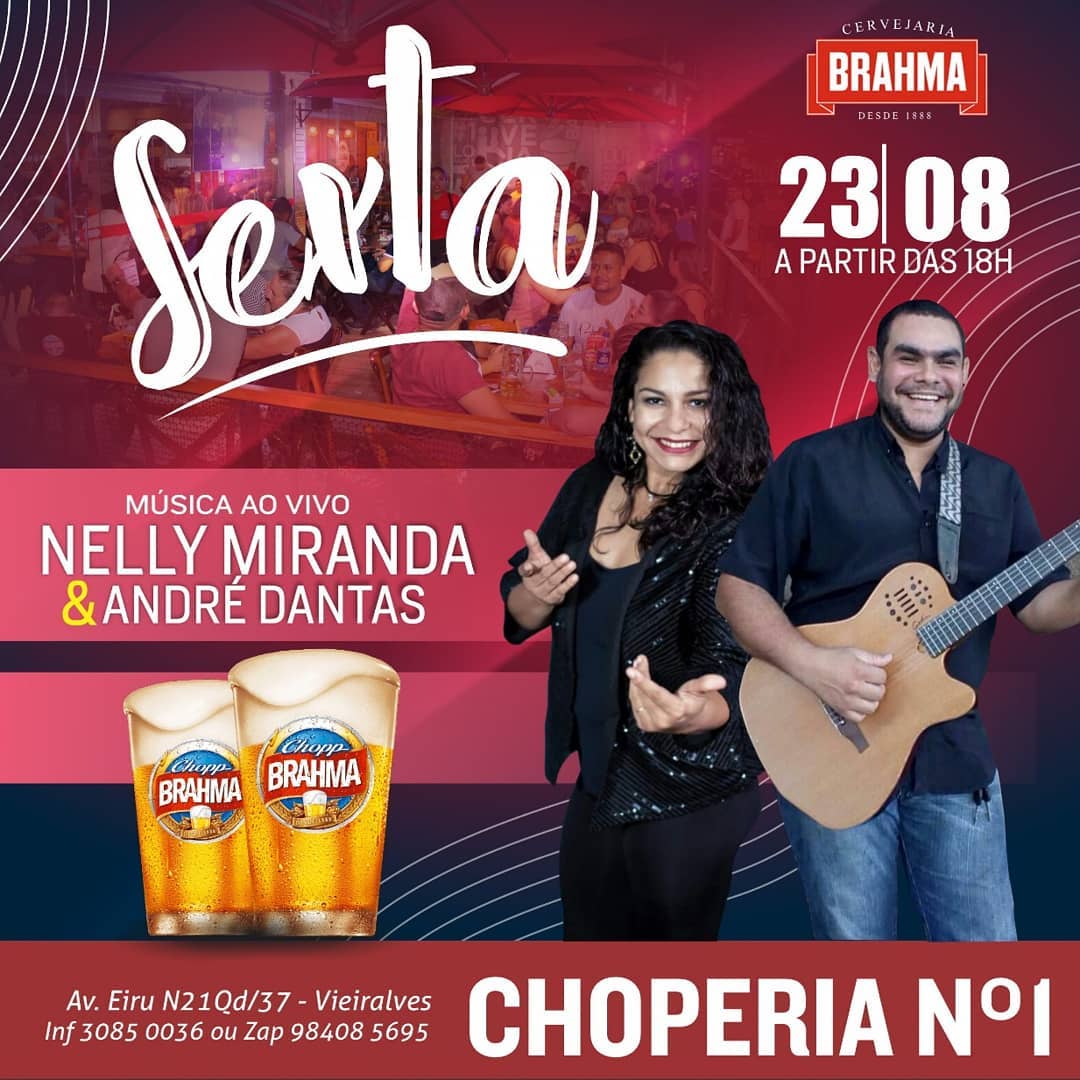 Sexta
CERVEJARIA
BRAHMA
DESDE 1888
23|08
A PARTIR DAS 18H
MÚSICA AO VIVO
NELLY MIRANDA
& ANDRÉ DANTAS
Chopp
BRAHMA
Chopp
BRAHMA
Av. Eiru N21Qd/37 - Vieiralves
Inf 3085 0036 ou Zap 98408 5695
CHOPERIA Nº1